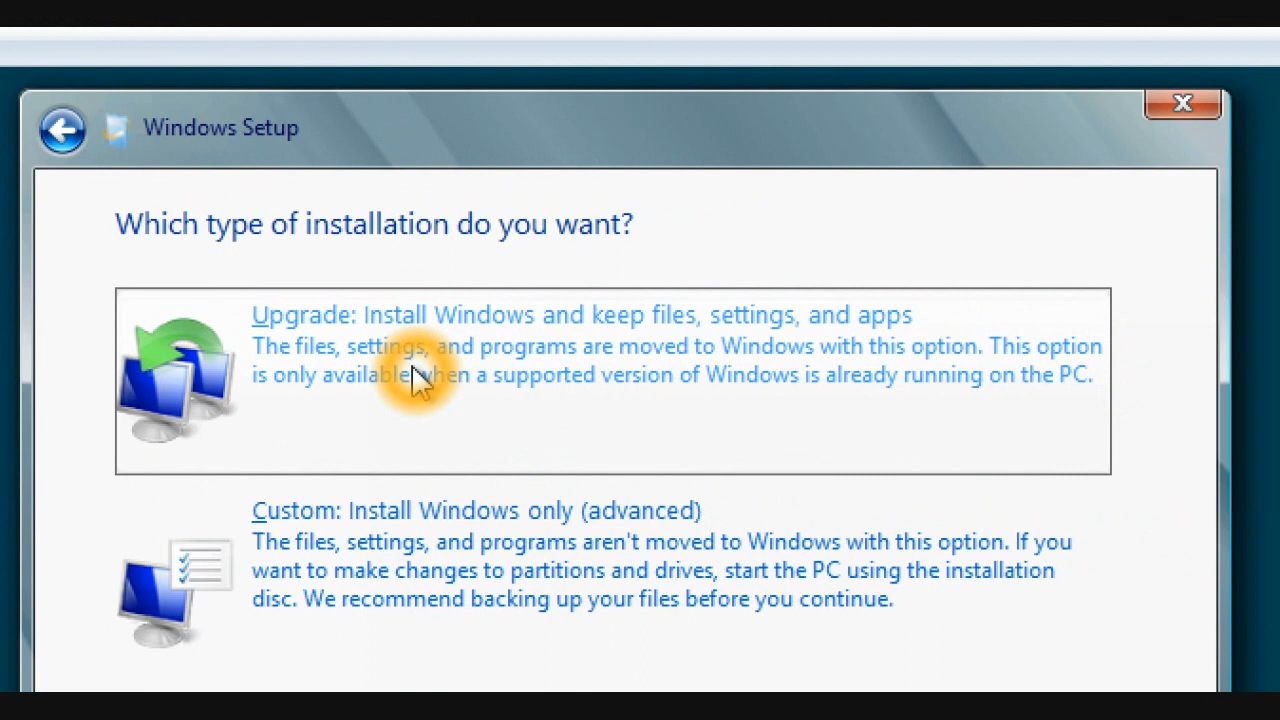 Windows Setup
Which type of installation do you want?
Upgrade: Install Windows and keep files, settings, and apps
The files, settings, and programs are moved to Windows with this option. This option
is only available when a supported version of Windows is already running on the PC.
Custom: Install Windows only (advanced)
The files, settings, and programs aren't moved to Windows with this option. If you
want to make changes to partitions and drives, start the PC using the installation
disc. We recommend backing up your files before you continue.